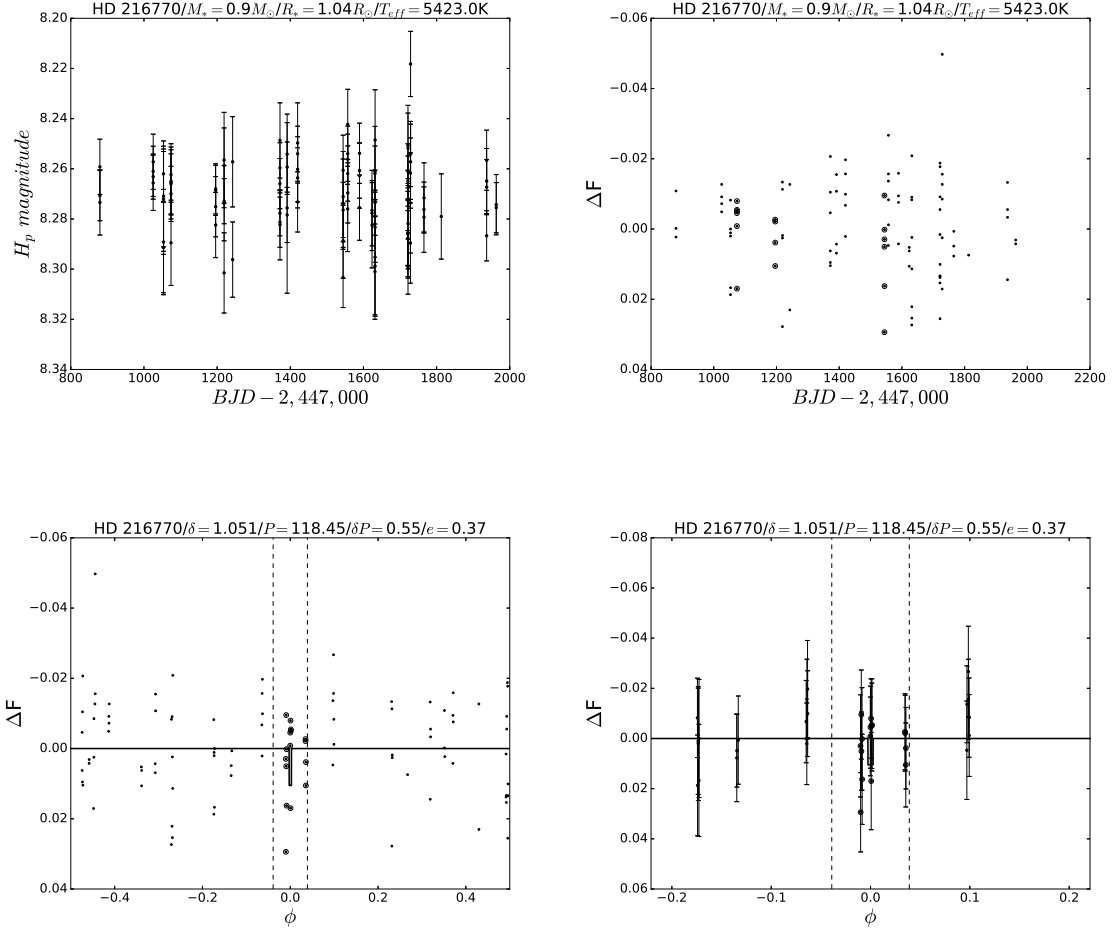 HD 216770/M∗=0.9M⊙/R∗=1.04R⊙/Teff=5423.0K
8.20
8.22
8.24
8.26
8.28
8.30
8.32
8.34
Hp magnitude
800 1000 1200 1400 1600 1800 2000
BJD−2,447,000
HD 216770/M∗=0.9M⊙/R∗=1.04R⊙/Teff=5423.0K
−0.06
−0.04
−0.02
0.00
0.02
0.04
ΔF
800 1000 1200 1400 1600 1800 2000 2200
BJD−2,447,000
HD 216770/δ=1.051/P=118.45/δP=0.55/e=0.37
−0.06
−0.04
−0.02
0.00
0.02
0.04
ΔF
−0.4 −0.2 0.0 0.2 0.4
ϕ
HD 216770/δ=1.051/P=118.45/δP=0.55/e=0.37
−0.08
−0.06
−0.04
−0.02
0.00
0.02
0.04
0.06
ΔF
−0.2 −0.1 0.0 0.1 0.2
ϕ